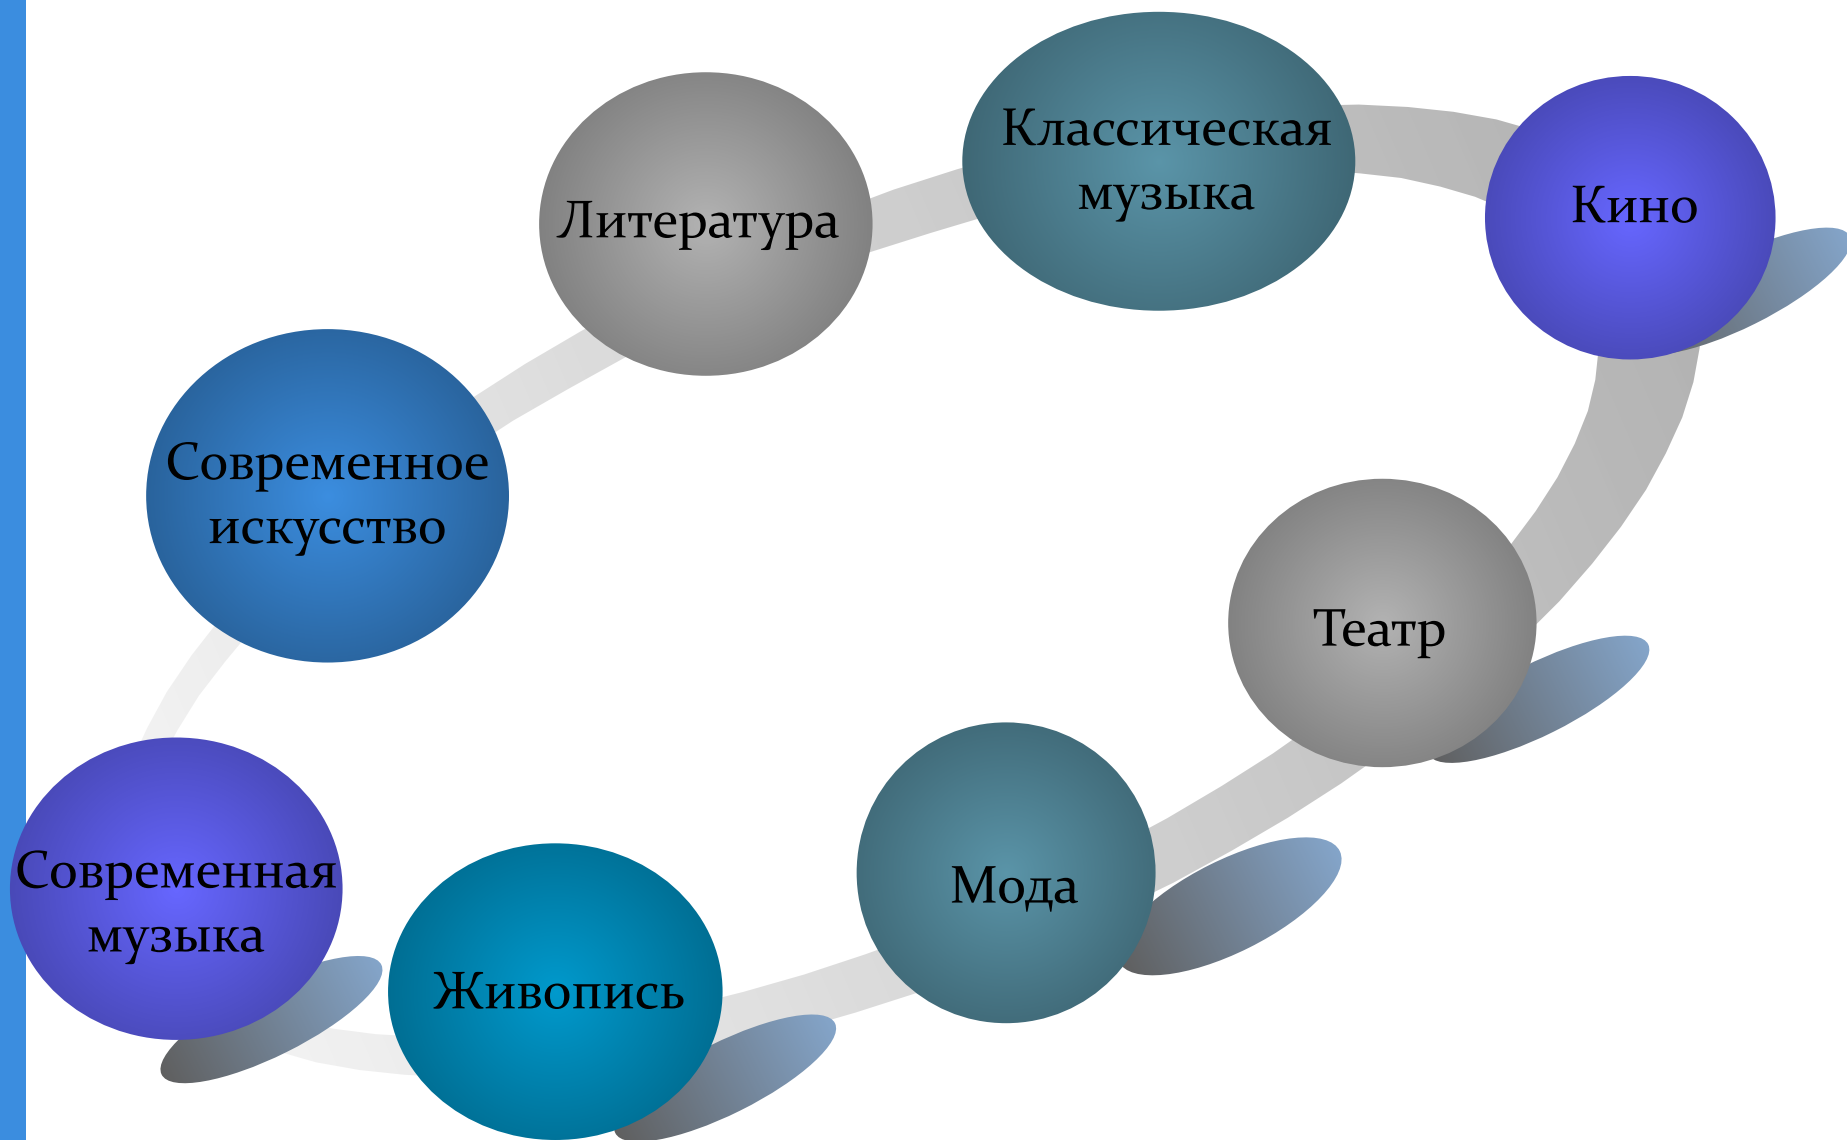 Классическая
музыка
Кино
Литература
Современное
искусство
Театр
Современная
музыка
Мода
Живопись